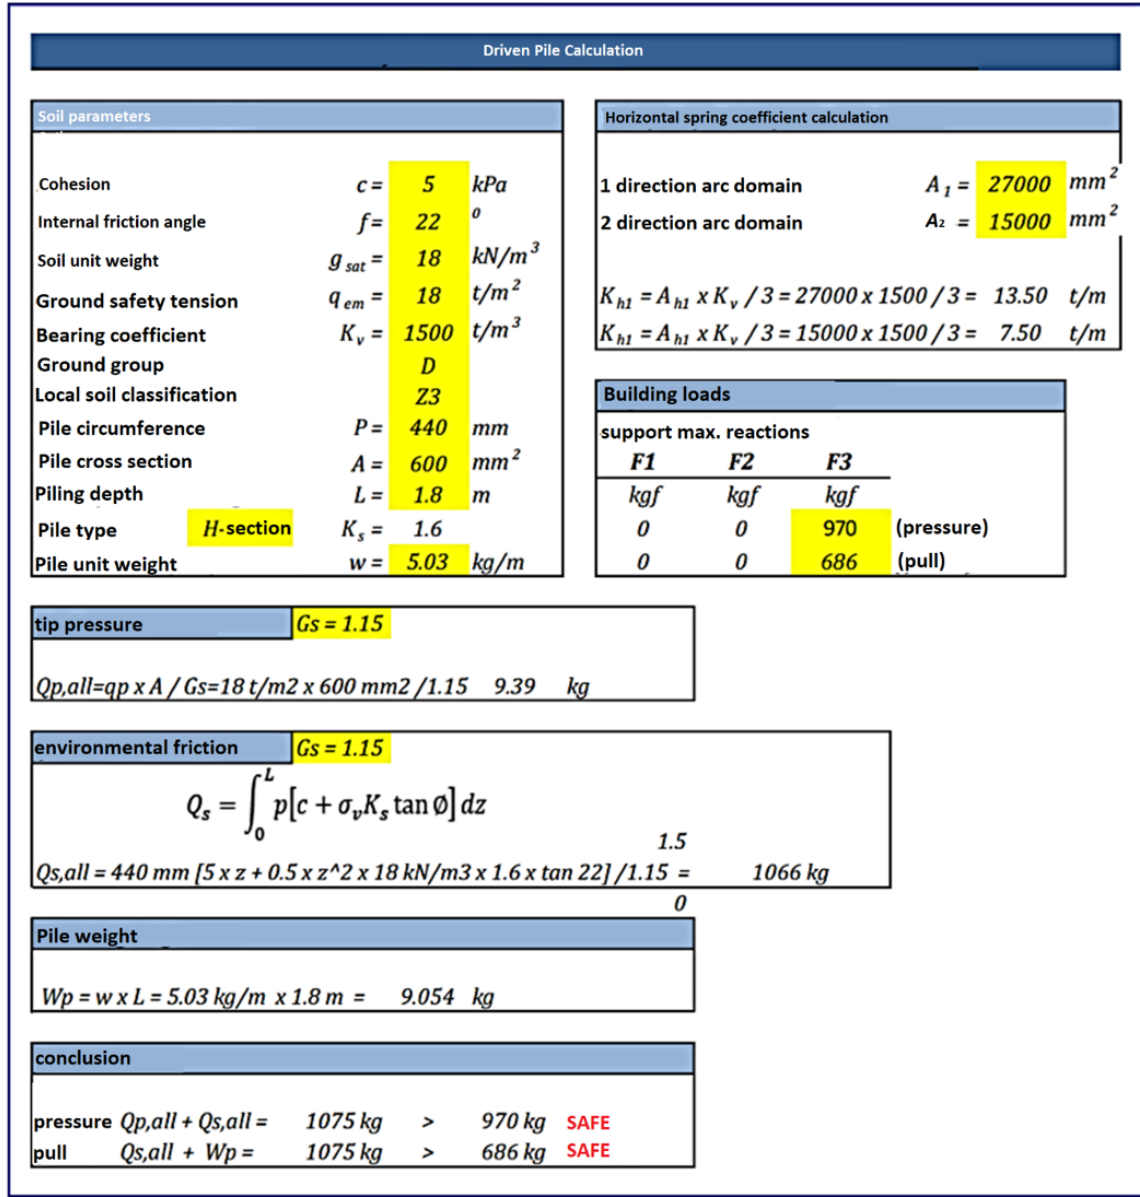 Driven Pile Calculation
Soil parameters
Cohesion c = 5 kPa
Internal friction angle f= 22 0
Soil unit weight g sat = 18 kN/m3
Ground safety tension q em = 18 t/m2
Bearing coefficient Kv = 1500 t/m3
Ground group D
Local soil classification Z3
Pile circumference P = 440 mm
Pile cross section A = 600 mm2
Piling depth L = 1.8 m
Pile type H-section Ks = 1.6
Pile unit weight w = 5.03 kg/m
Horizontal spring coefficient calculation
1 direction arc domain A1 = 27000 mm2
2 direction arc domain A2 = 15000 mm2
Kh1 = Ah1 x Kv / 3 = 27000 x 1500 / 3 = 13.50 t/m
Kh1 = Ah1 x Kv / 3 = 15000 x 1500 / 3 = 7.50 t/m
Building loads
support max. reactions
F1 F2 F3
kgf kgf kgf
0 0 970 (pressure)
0 0 686 (pull)
tip pressure Gs = 1.15
Qp,all=qp x A / Gs=18 t/m2 x 600 mm2 /1.15 9.39 kg
environmental friction Gs = 1.15
Qs = ∫0L p[c + σvKs tan ø] dz
1.5
Qs,all = 440 mm [5 x z + 0.5 x z^2 x 18 kN/m3 x 1.6 x tan 22] /1.15 = 1066 kg
0
Pile weight
Wp = w x L = 5.03 kg/m x 1.8 m = 9.054 kg
conclusion
pressure Qp,all + Qs,all = 1075 kg > 970 kg SAFE
pull Qs,all + Wp = 1075 kg > 686 kg SAFE